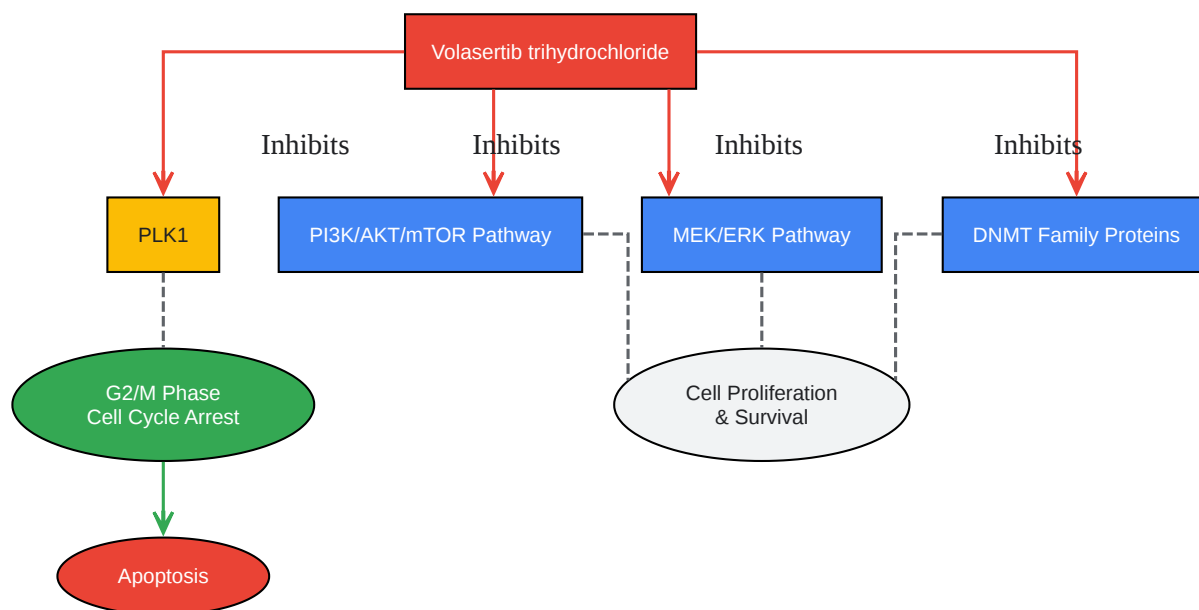 Volasertib trihydrochloride
Inhibits
Inhibits
Inhibits
Inhibits
PLK1
PI3K/AKT/mTOR Pathway
MEK/ERK Pathway
DNMT Family Proteins
G2/M Phase
Cell Cycle Arrest
Cell Proliferation
& Survival
Apoptosis